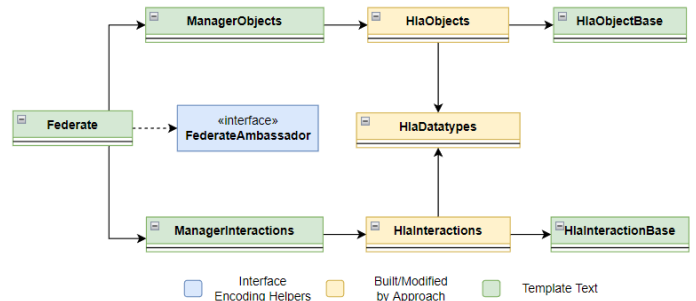 ManagerObjects
HlaObjects
HlaObjectBase
Federate
«interface»
FederateAmbassador
HlaDatatypes
ManagerInteractions
HlaInteractions
HlaInteractionBase
Interface
Encoding Helpers
Built/Modified
by Approach
Template Text